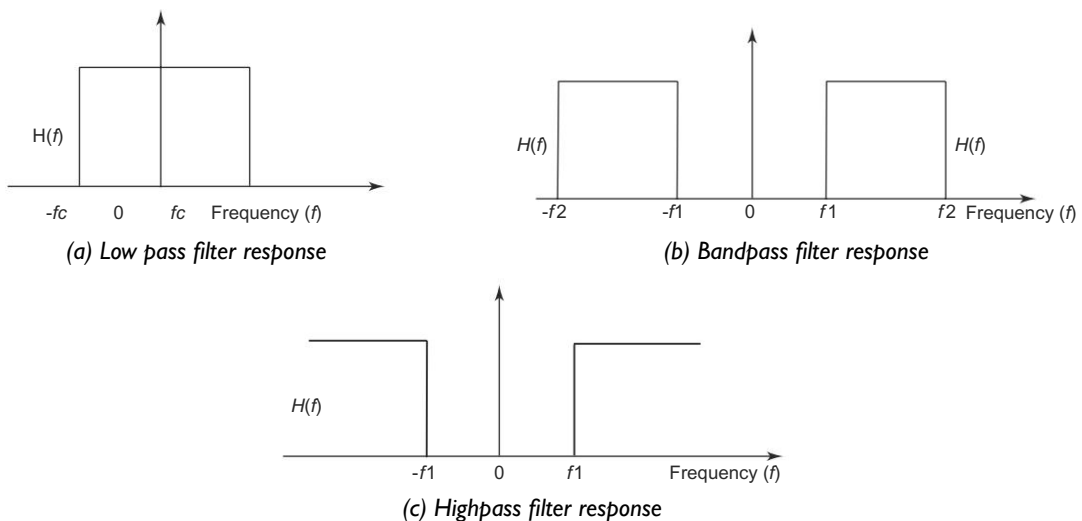 H(f)
-fc 0 fc Frequency (f)
(a) Low pass filter response
H(f) H(f)
-f2 -f1 0 f1 f2 Frequency (f)
(b) Bandpass filter response
H(f)
-f1 0 f1 Frequency (f)
(c) Highpass filter response